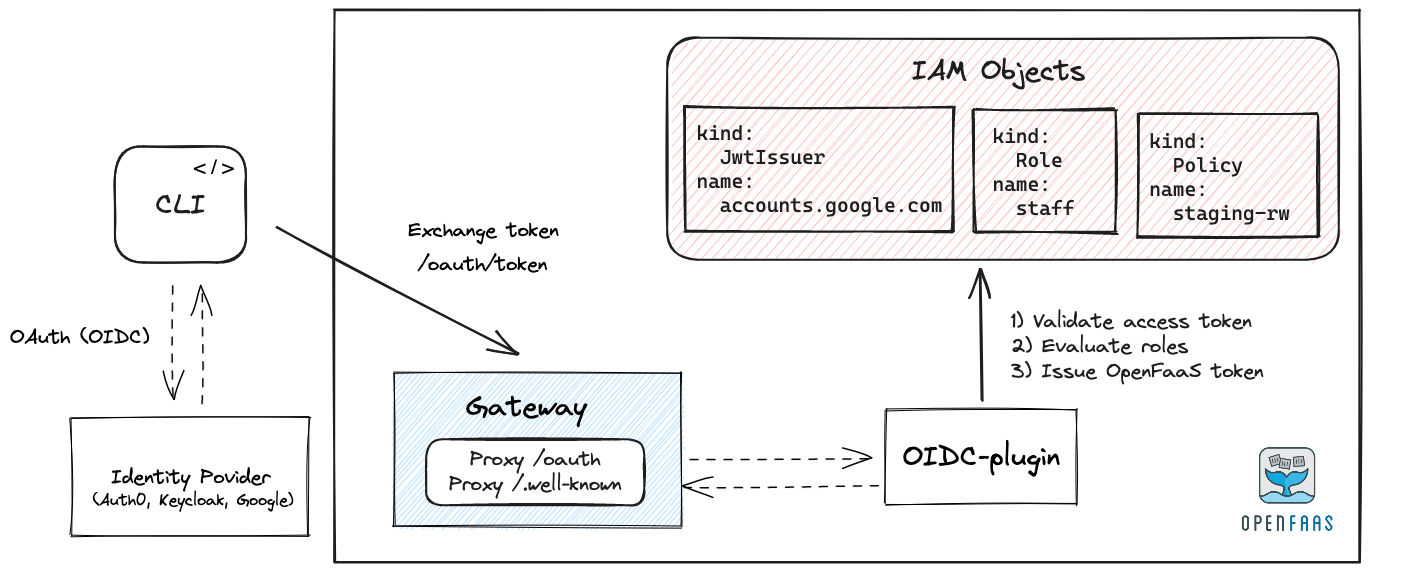 IAM Objects
kind:
JwtIssuer
name:
accounts.google.com
kind:
Role
name:
staff
kind:
Policy
name:
staging-rw
</>
CLI
Exchange token
/oauth/token
OAuth (OIDC)
1) Validate access token
2) Evaluate roles
3) Issue OpenFaaS token
Identity Povider
(Auth0, Keycloak, Google)
Gateway
Proxy /oauth
Proxy /.well-known
OIDC-plugin
OPENFAAS